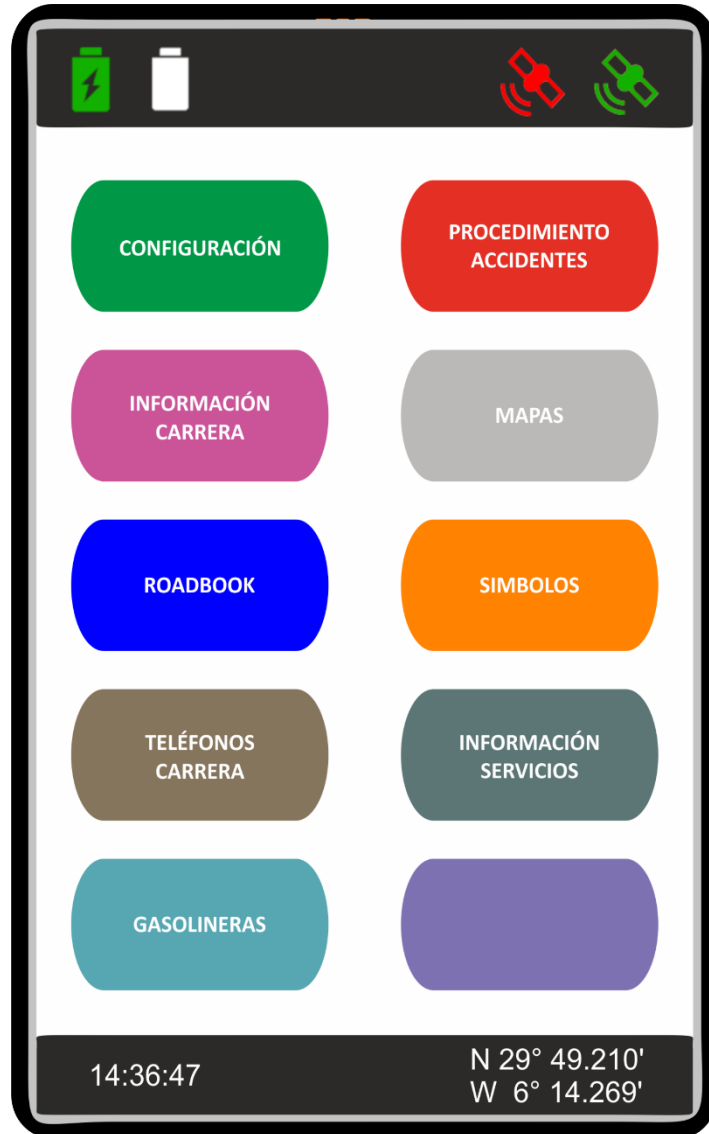 CONFIGURACIÓN
PROCEDIMIENTO
ACCIDENTES
INFORMACIÓN
CARRERA
MAPAS
ROADBOOK
SIMBOLOS
TELÉFONOS
CARRERA
INFORMACIÓN
SERVICIOS
GASOLINERAS
14:36:47
N 29° 49.210'
W 6° 14.269'